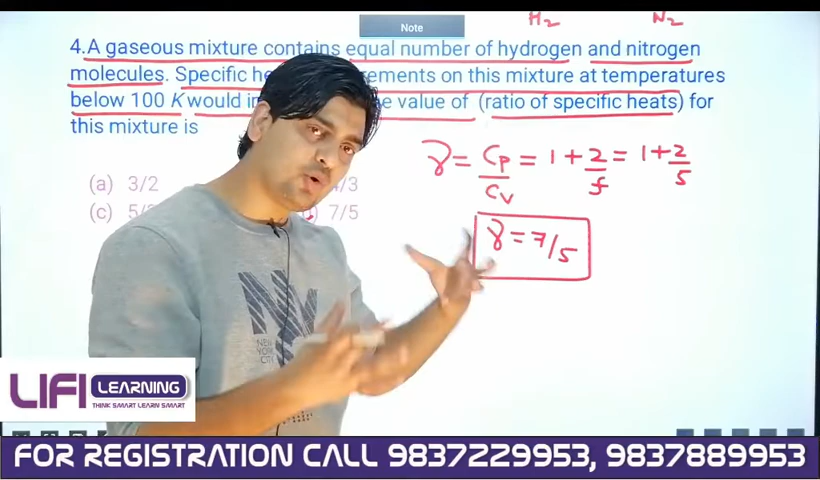 Note
H₂ N₂
4.A gaseous mixture contains equal number of hydrogen and nitrogen
molecules. Specific on this mixture at temperatures
below 100 K would value of (ratio of specific heats) for
this mixture is
γ = Cp/Cv = 1 + 2/f = 1 + 2/5
(a) 3/2
(c) 7/5
γ = 7/5
NEW
YORK
CITY
LIFI LEARNING
THINK SMART LEARN SMART
FOR REGISTRATION CALL 9837229953, 9837889953